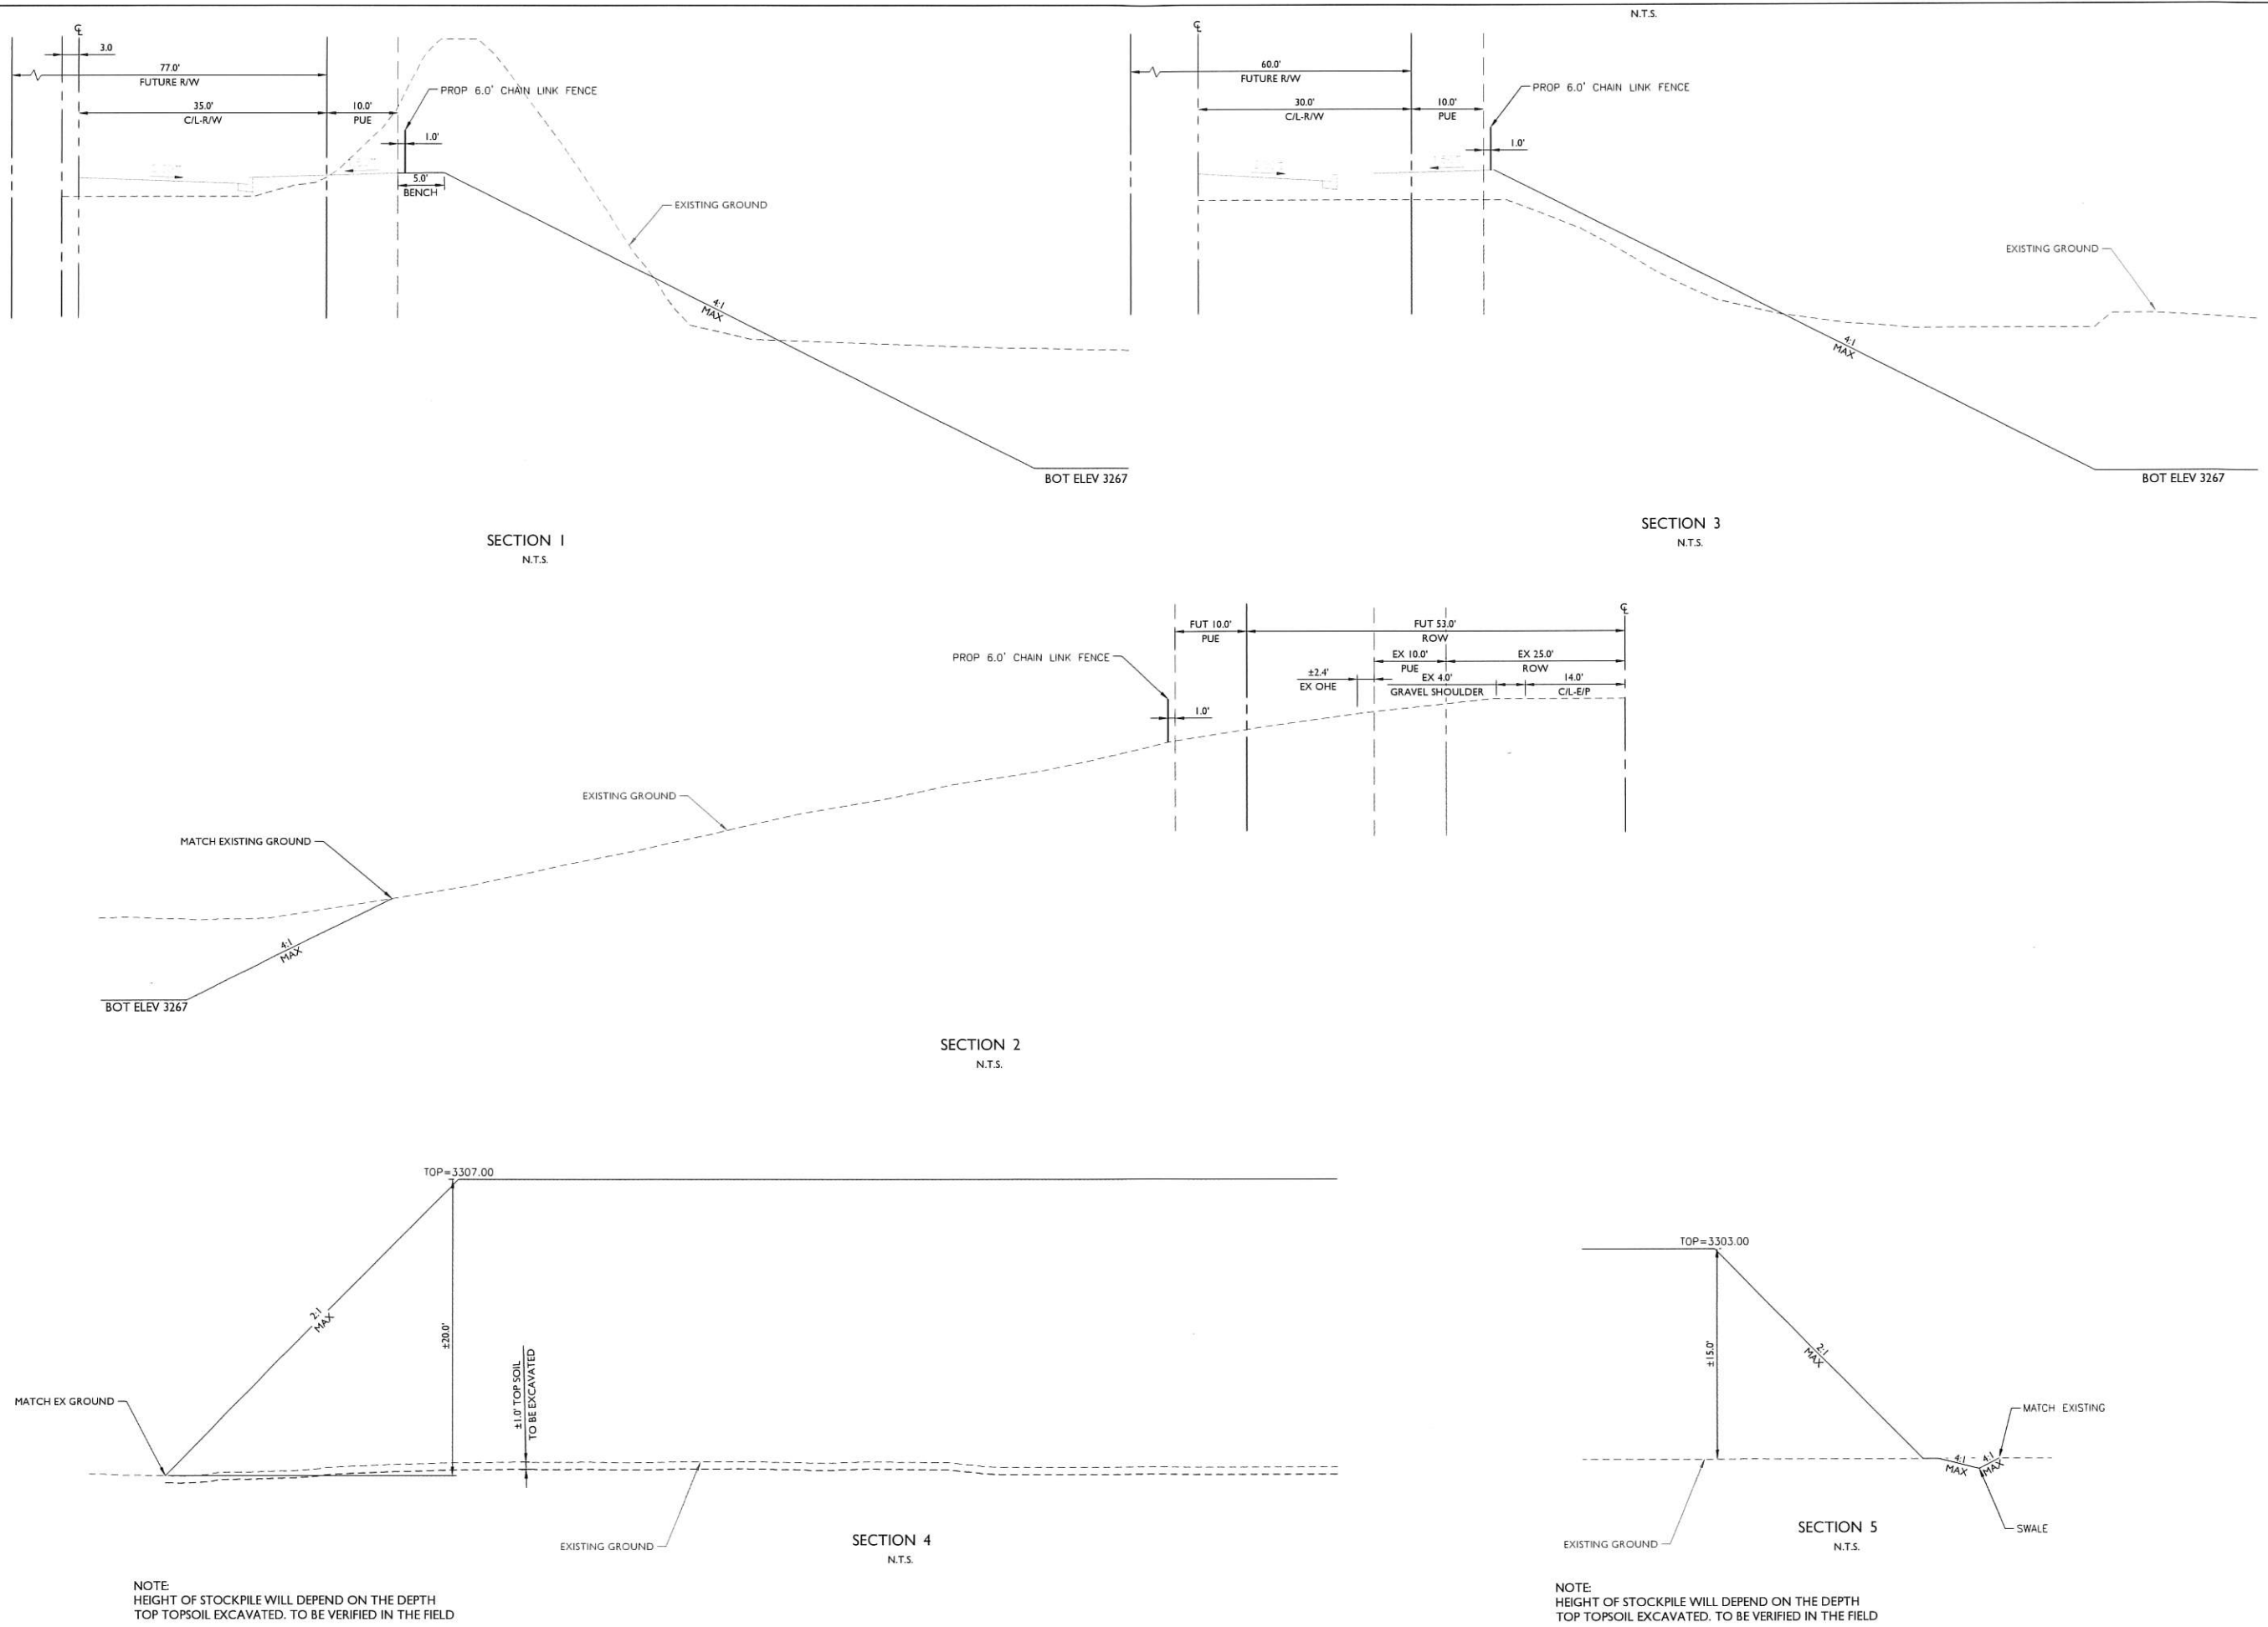 N.T.S.
℄
3.0
77.0'
FUTURE R/W
35.0'
C/L-R/W
10.0'
PUE
PROP 6.0' CHAIN LINK FENCE
1.0'
5.0'
BENCH
EXISTING GROUND
4:1
MAX
BOT ELEV 3267
SECTION 1
N.T.S.
℄
60.0'
FUTURE R/W
30.0'
C/L-R/W
10.0'
PUE
PROP 6.0' CHAIN LINK FENCE
1.0'
EXISTING GROUND
4:1
MAX
BOT ELEV 3267
SECTION 3
N.T.S.
℄
FUT 10.0'
PUE
FUT 53.0'
ROW
PROP 6.0' CHAIN LINK FENCE
EX 10.0'
PUE
EX 25.0'
ROW
±2.4'
EX OHE
EX 4.0'
GRAVEL SHOULDER
14.0'
C/L-E/P
1.0'
EXISTING GROUND
MATCH EXISTING GROUND
4:1
MAX
BOT ELEV 3267
SECTION 2
N.T.S.
TOP=3307.00
2:1
MAX
±20.0'
±1.0' TOP SOIL
TO BE EXCAVATED
MATCH EX GROUND
EXISTING GROUND
SECTION 4
N.T.S.
NOTE:
HEIGHT OF STOCKPILE WILL DEPEND ON THE DEPTH
TOP TOPSOIL EXCAVATED. TO BE VERIFIED IN THE FIELD
TOP=3303.00
±15.0'
2:1
MAX
MATCH EXISTING
4:1
MAX
4:1
MAX
SWALE
EXISTING GROUND
SECTION 5
N.T.S.
NOTE:
HEIGHT OF STOCKPILE WILL DEPEND ON THE DEPTH
TOP TOPSOIL EXCAVATED. TO BE VERIFIED IN THE FIELD